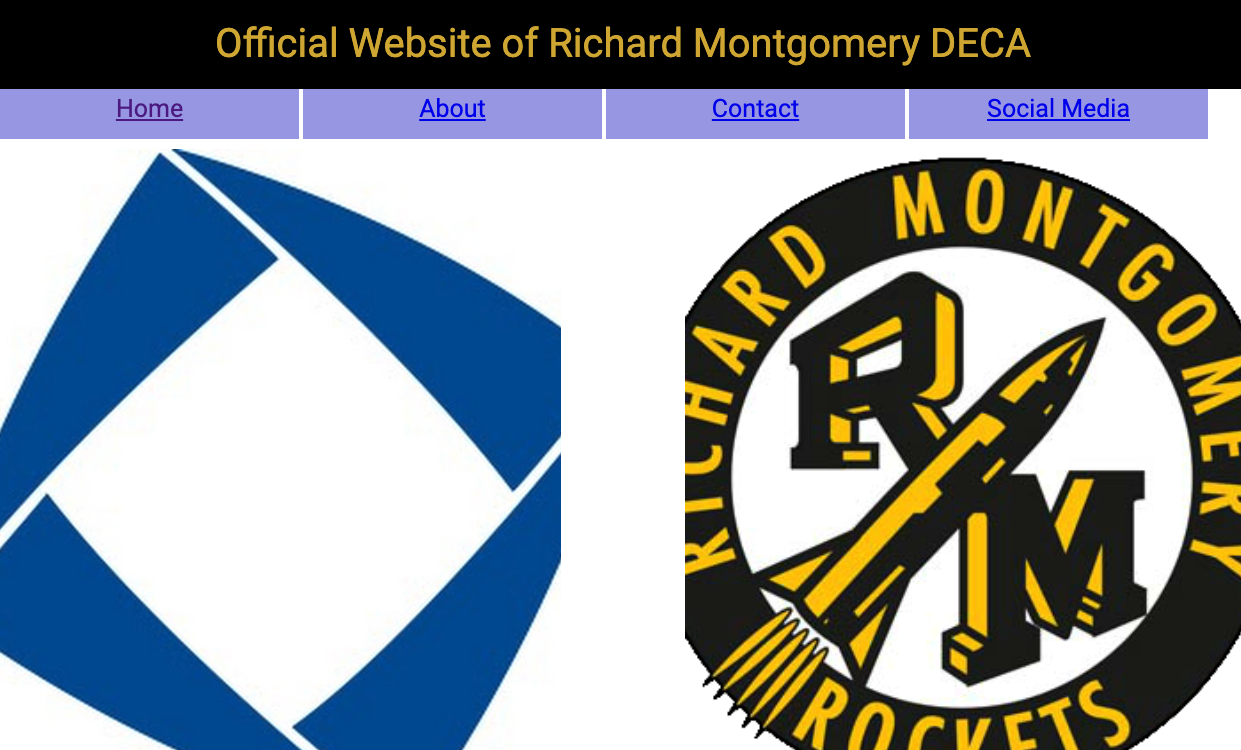 Official Website of Richard Montgomery DECA
Home
About
Contact
Social Media
RICHARD MONTGOMERY
RM
ROCKETS